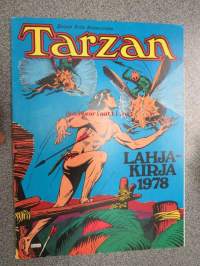 Edgar Rice Burroughs
Tarzan
LAHJA-
KIRJA
1978